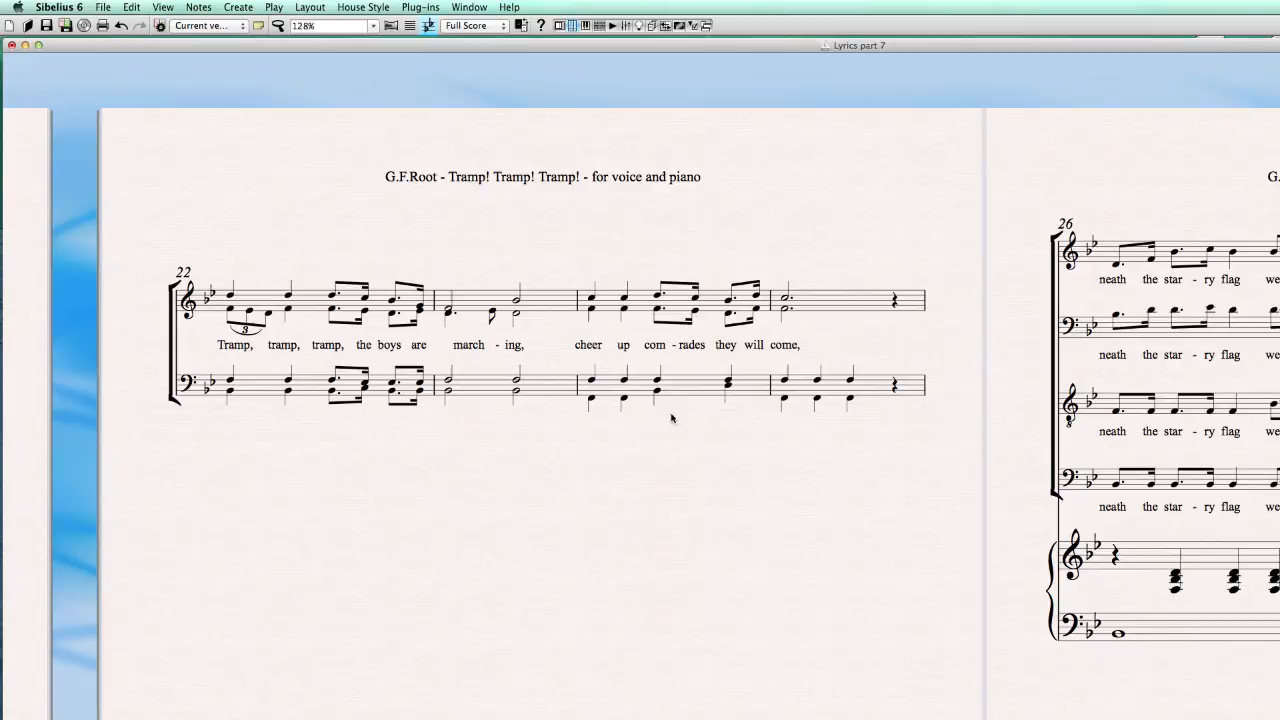 Sibelius 6 File Edit View Notes Create Play Layout House Style Plug-ins Window Help
Current ve... 128% Full Score ?
Lyrics part 7
G.F.Root - Tramp! Tramp! Tramp! - for voice and piano
G.
22
3
Tramp, tramp, tramp, the boys are march - ing, cheer up com - rades they will come,
26
neath the star - ry flag we
neath the star - ry flag we
8
neath the star - ry flag we
neath the star - ry flag we